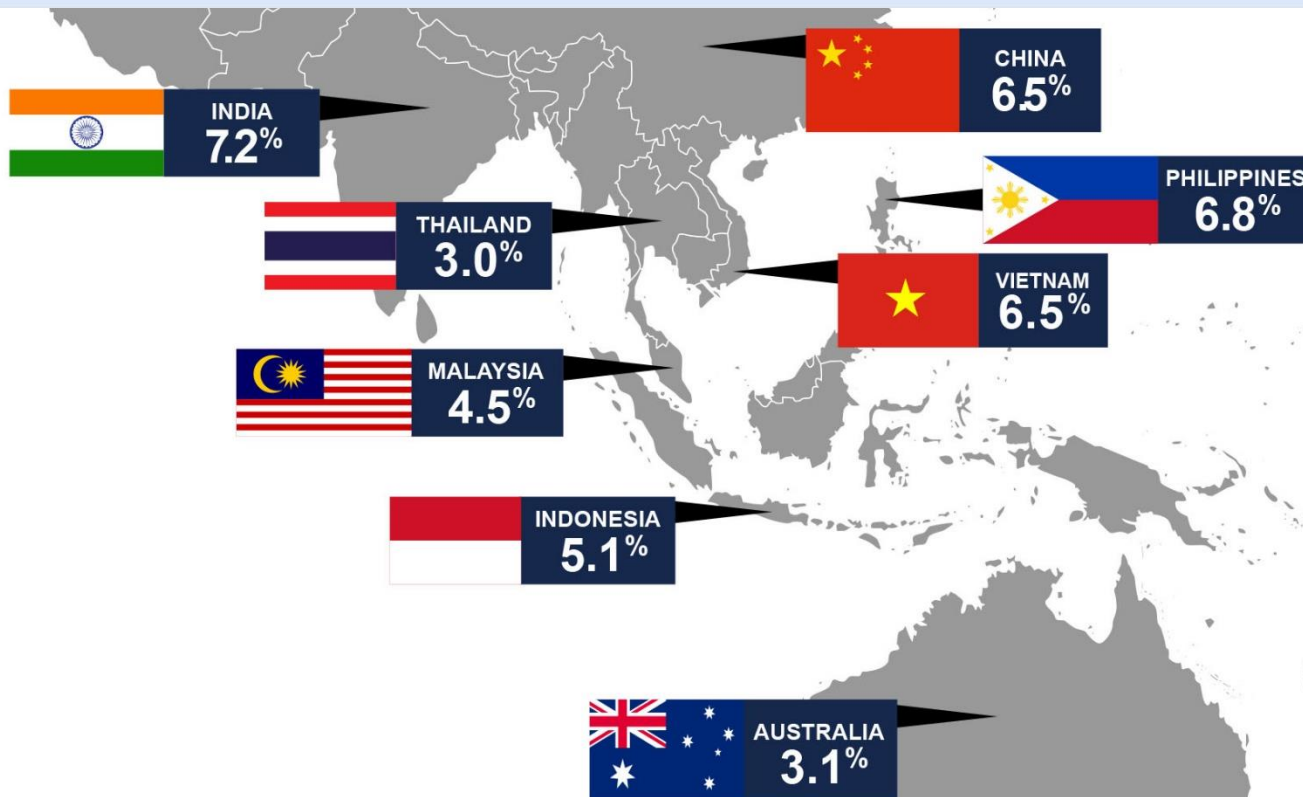 CHINA
6.5%
INDIA
7.2%
PHILIPPINES
6.8%
THAILAND
3.0%
VIETNAM
6.5%
MALAYSIA
4.5%
INDONESIA
5.1%
AUSTRALIA
3.1%